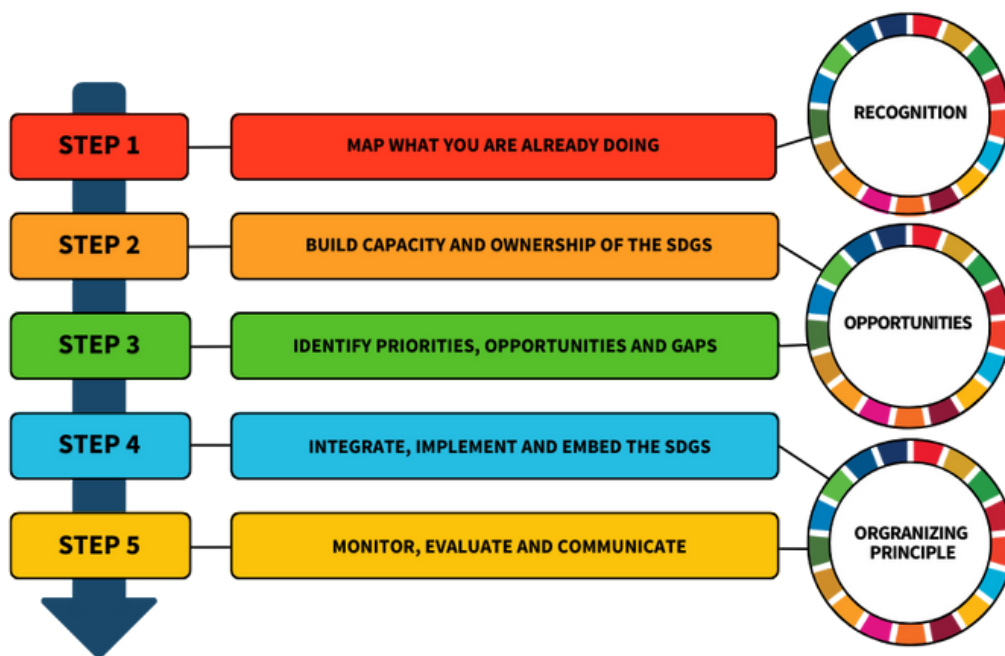 STEP 1
MAP WHAT YOU ARE ALREADY DOING
RECOGNITION
STEP 2
BUILD CAPACITY AND OWNERSHIP OF THE SDGS
STEP 3
IDENTIFY PRIORITIES, OPPORTUNITIES AND GAPS
OPPORTUNITIES
STEP 4
INTEGRATE, IMPLEMENT AND EMBED THE SDGS
STEP 5
MONITOR, EVALUATE AND COMMUNICATE
ORGRANIZING
PRINCIPLE